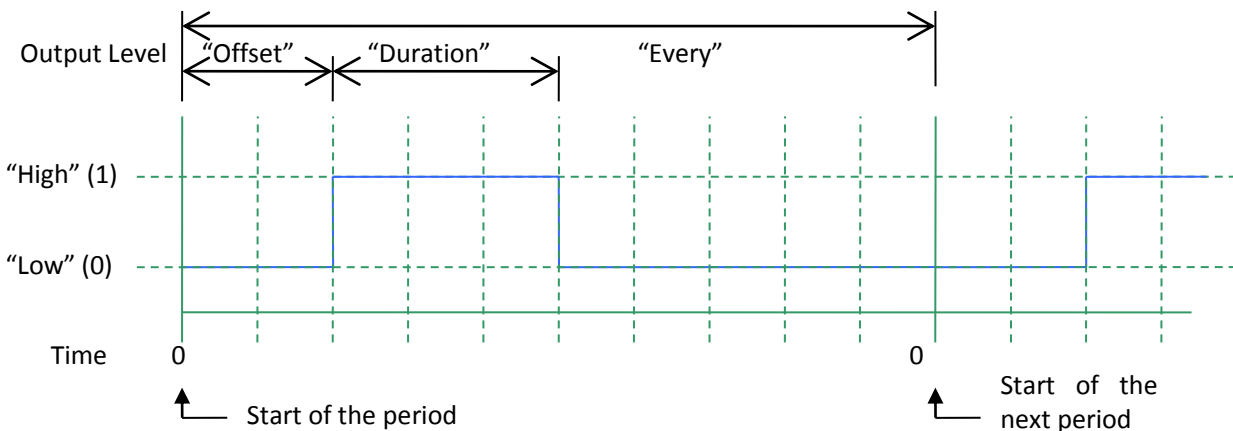 Output Level “Offset” “Duration” “Every”
“High” (1)
“Low” (0)
Time 0 0
Start of the period
Start of the
next period